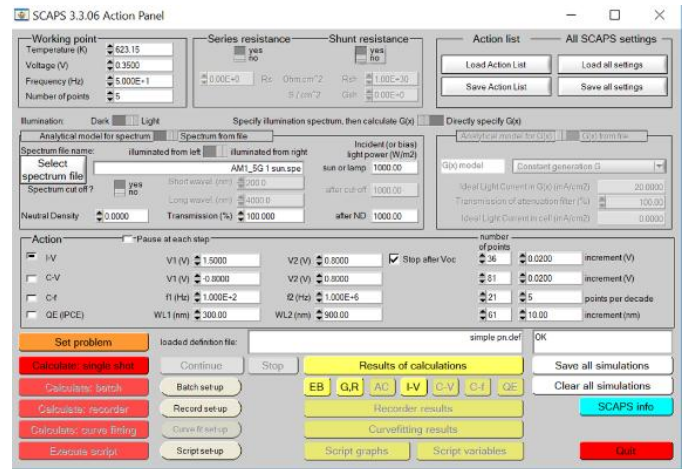 SCAPS 3.3.06 Action Panel
Working point
Temperature (K) 623.15
Voltage (V) 0.3500
Frequency (Hz) 5.000E+1
Number of points 5
Series resistance Shunt resistance
yes no yes no
0.00E+0 Rs Ohm.cm^2 Rsh 1.00E+30
S / cm^2 Gsh 0.00E+0
Action list All SCAPS settings
Load Action List Load all settings
Save Action List Save all settings
Illumination: Dark Light Specify illumination spectrum, then calculate G(x) Directly specify G(x)
Analytical model for spectrum Spectrum from file
Spectrum file name: illuminated from left illuminated from right Incident (or bias) light power (W/m2)
Select spectrum file AM1_5G 1 sun.spe sun or lamp 1000.00
Spectrum cut off ? yes no Short wavel. (nm) 200.0 after cut-off 1000.00
Long wavel. (nm) 4000.0
Neutral Density 0.0000 Transmission (%) 100.000 after ND 1000.00
Analytical model for G(x) G(x) from file
G(x) model Constant generation G
Ideal Light Current in G(x) (mA/cm2) 20.0000
Transmission of attenuation filter (%) 100.00
Ideal Light Current in cell (mA/cm2) 0.0000
Action Pause at each step number of points
I-V V1 (V) 1.5000 V2 (V) 0.8000 Stop after Voc 36 0.0200 increment (V)
C-V V1 (V) -0.8000 V2 (V) 0.8000 81 0.0200 increment (V)
C-f f1 (Hz) 1.000E+2 f2 (Hz) 1.000E+6 21 5 points per decade
QE (IPCE) WL1 (nm) 300.00 WL2 (nm) 900.00 61 10.00 increment (nm)
Set problem loaded definition file: simple pn.def OK
Calculate: single shot Continue Stop Results of calculations Save all simulations
Calculate: batch Batch set-up EB G,R AC I-V C-V C-f QE Clear all simulations
Calculate: recorder Record set-up Recorder results SCAPS info
Calculate: curve fitting Curve fit set-up Curvefitting results
Execute script Script set-up Script graphs Script variables Quit